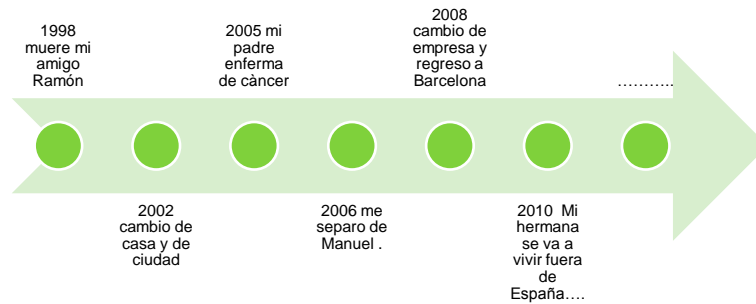 1998
muere mi
amigo
Ramón
2002
cambio de
casa y de
ciudad
2005 mi
padre
enferma
de càncer
2006 me
separo de
Manuel .
2008
cambio de
empresa y
regreso a
Barcelona
2010  Mi
hermana
se va a
vivir fuera
de
España….
………..